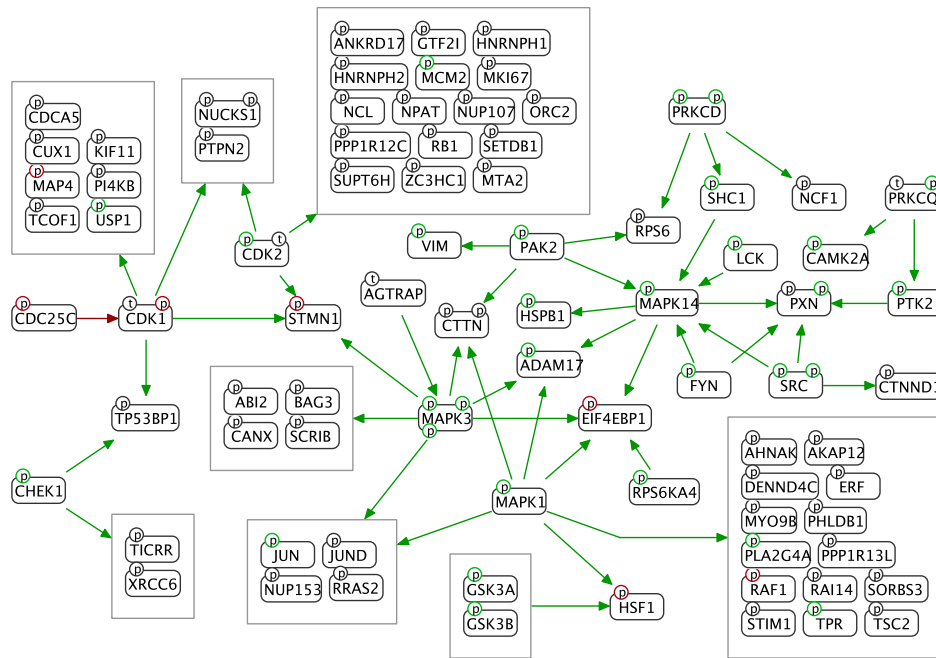 p p p
ANKRD17 GTF2I HNRNPH1
p p p
HNRNPH2 MCM2 MKI67
p p p p
NCL NPAT NUP107 ORC2
p p p
PPP1R12C RB1 SETDB1
p p p
SUPT6H ZC3HC1 MTA2
p
CDCA5
p p
CUX1 KIF11
p p
MAP4 PI4KB
p p
TCOF1 USP1
p p
NUCKS1
p
PTPN2
p p
PRKCD
p
SHC1
p
NCF1
t p
PRKCQ
p t
CDK2
p
VIM
p
PAK2
p
RPS6
p
LCK
p
CAMK2A
t
AGTRAP
p
CDC25C
t p
CDK1
p
STMN1
p p
CTTN
p
HSPB1
p
MAPK14
p p
PXN
p
PTK2
p
ADAM17
p
FYN
p p
SRC
p
CTNND1
p p
ABI2 BAG3
p p
CANX SCRIB
p
TP53BP1
p p
MAPK3
p
p
EIF4EBP1
p
CHEK1
p
MAPK1
p
RPS6KA4
p p
AHNAK AKAP12
p p
DENND4C ERF
p p
MYO9B PHLDB1
p p
PLA2G4A PPP1R13L
p p p
RAF1 RAI14 SORBS3
p p p
STIM1 TPR TSC2
p
TICRR
p
XRCC6
p p
JUN JUND
p p
NUP153 RRAS2
p
GSK3A
p
GSK3B
p
HSF1